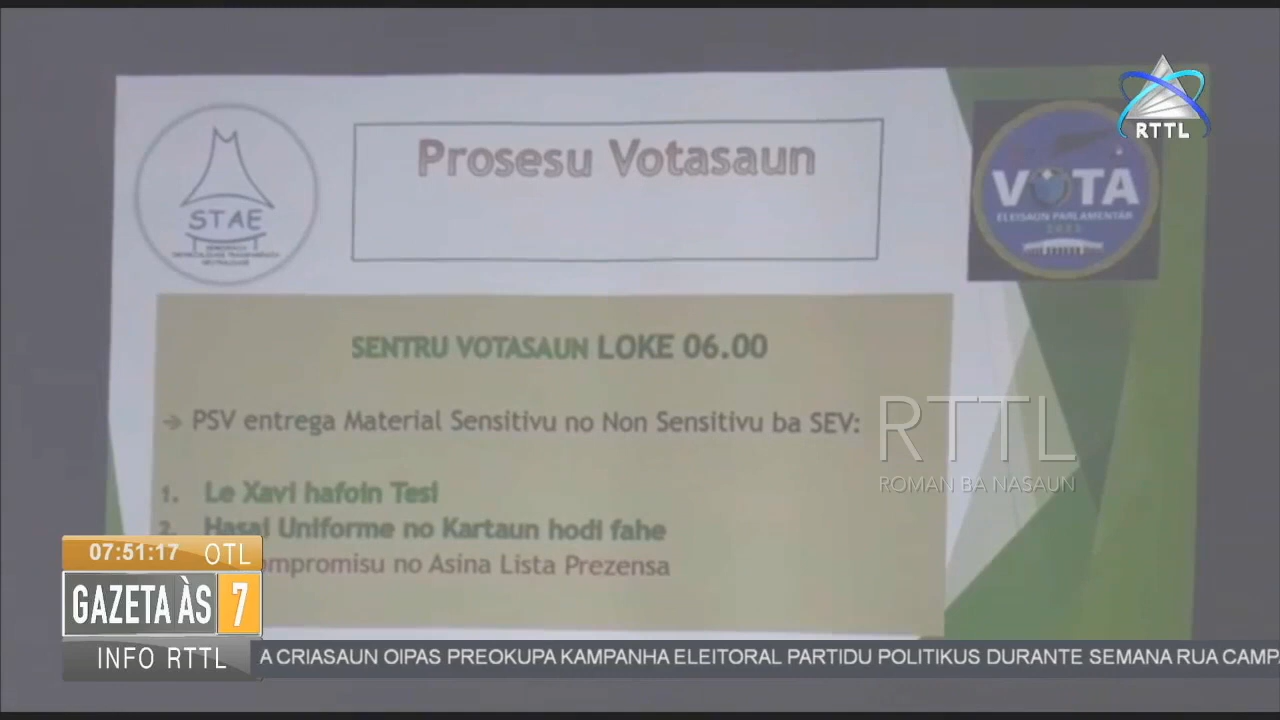 RTTL
Prosesu Votasaun
STAE
VOTA
ELEISAUN PARLAMENTÁR
SENTRU VOTASAUN LOKE 06.00
→ PSV entrega Material Sensitivu no Non Sensitivu ba SEV:
RTTL
ROMAN BA NASAUN
1. Le Xavi hafoin Tesi
2. Hasai Uniforme no Kartaun hodi fahe
ompromisu no Asina Lista Prezensa
07:51:17 OTL
GAZETA ÀS 7
INFO RTTL
A CRIASAUN OIPAS PREOKUPA KAMPANHA ELEITORAL PARTIDU POLITIKUS DURANTE SEMANA RUA CAMPA